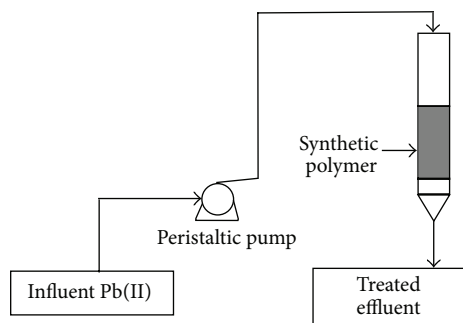 Synthetic
polymer
Peristaltic pump
Influent Pb(II)
Treated
effluent